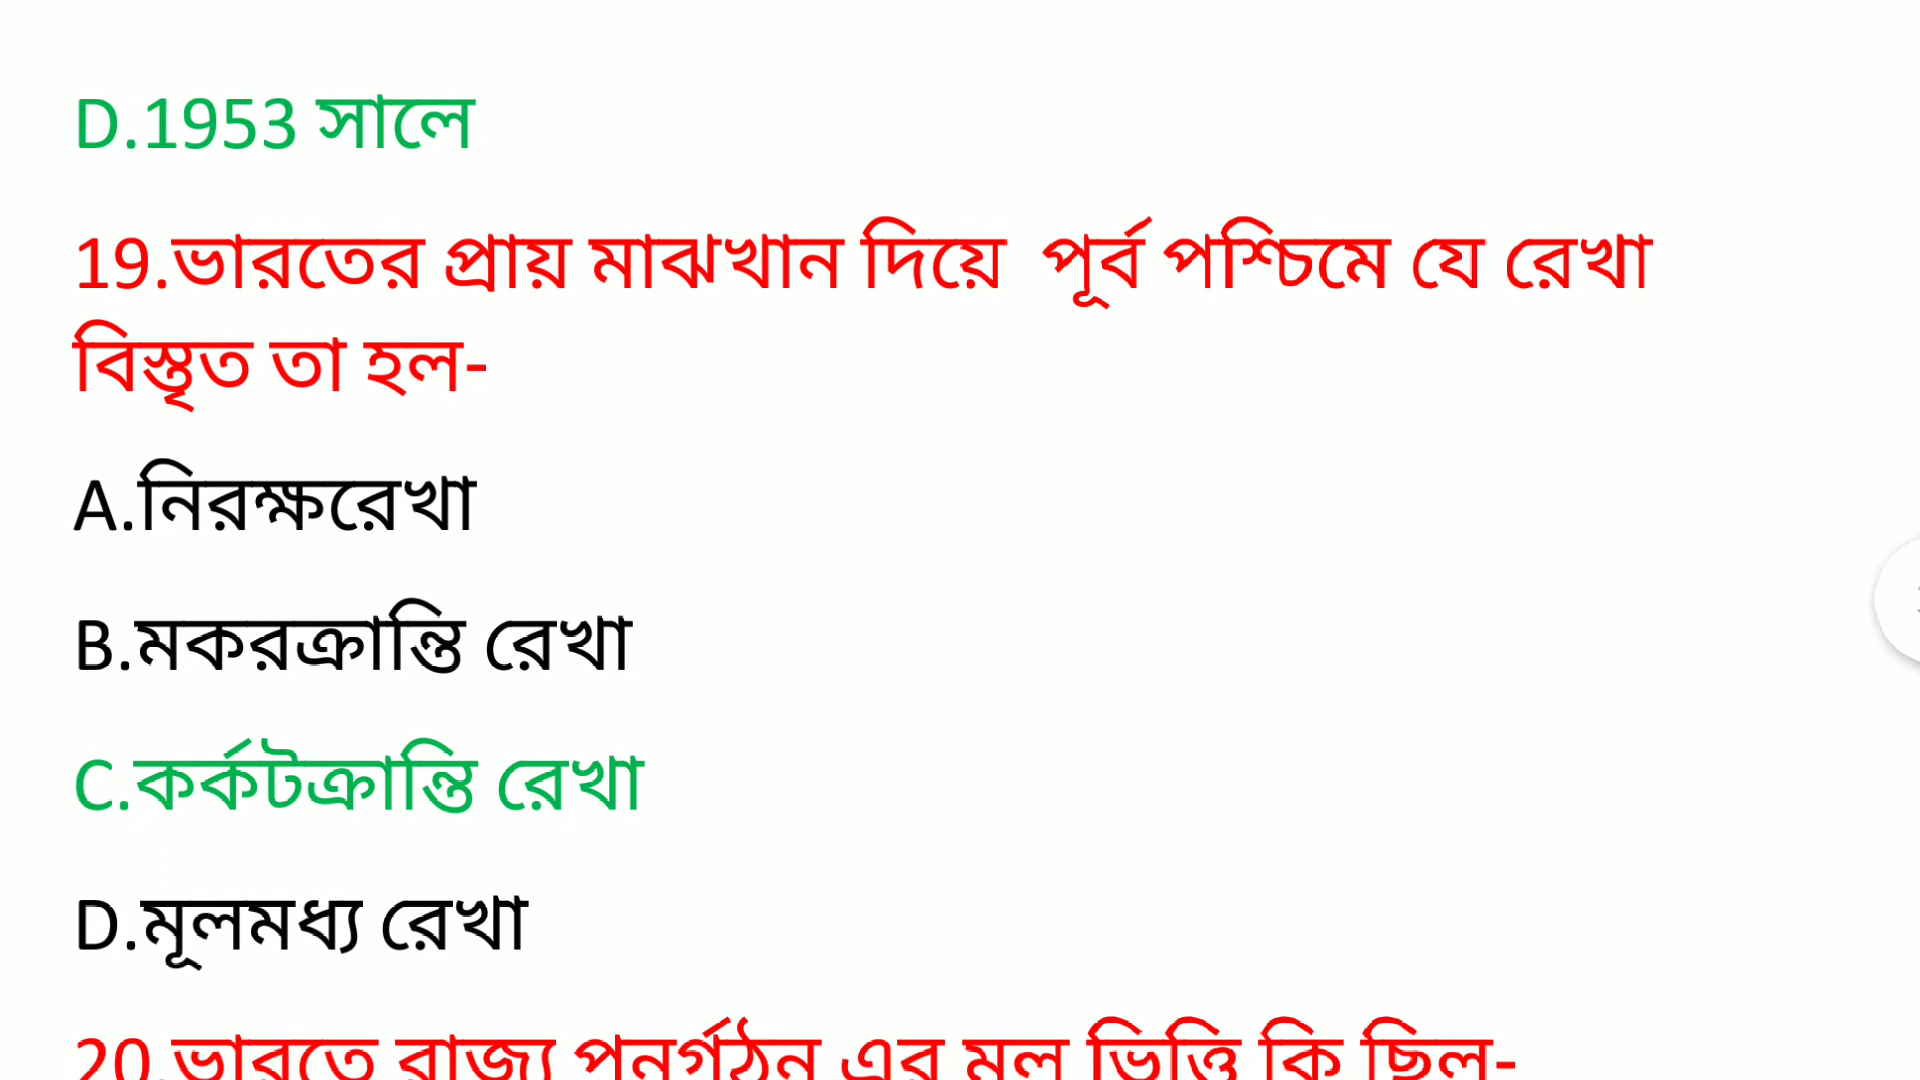 D.1953 সালে
19.ভারতের প্রায় মাঝখান দিয়ে পূর্ব পশ্চিমে যে রেখা
বিস্তৃত তা হল-
A.নিরক্ষরেখা
B.মকরক্রান্তি রেখা
C.কর্কটক্রান্তি রেখা
D.মূলমধ্য রেখা
20.ভারতে রাজ্য পুনর্গঠন এর মূল ভিত্তি কি ছিল-